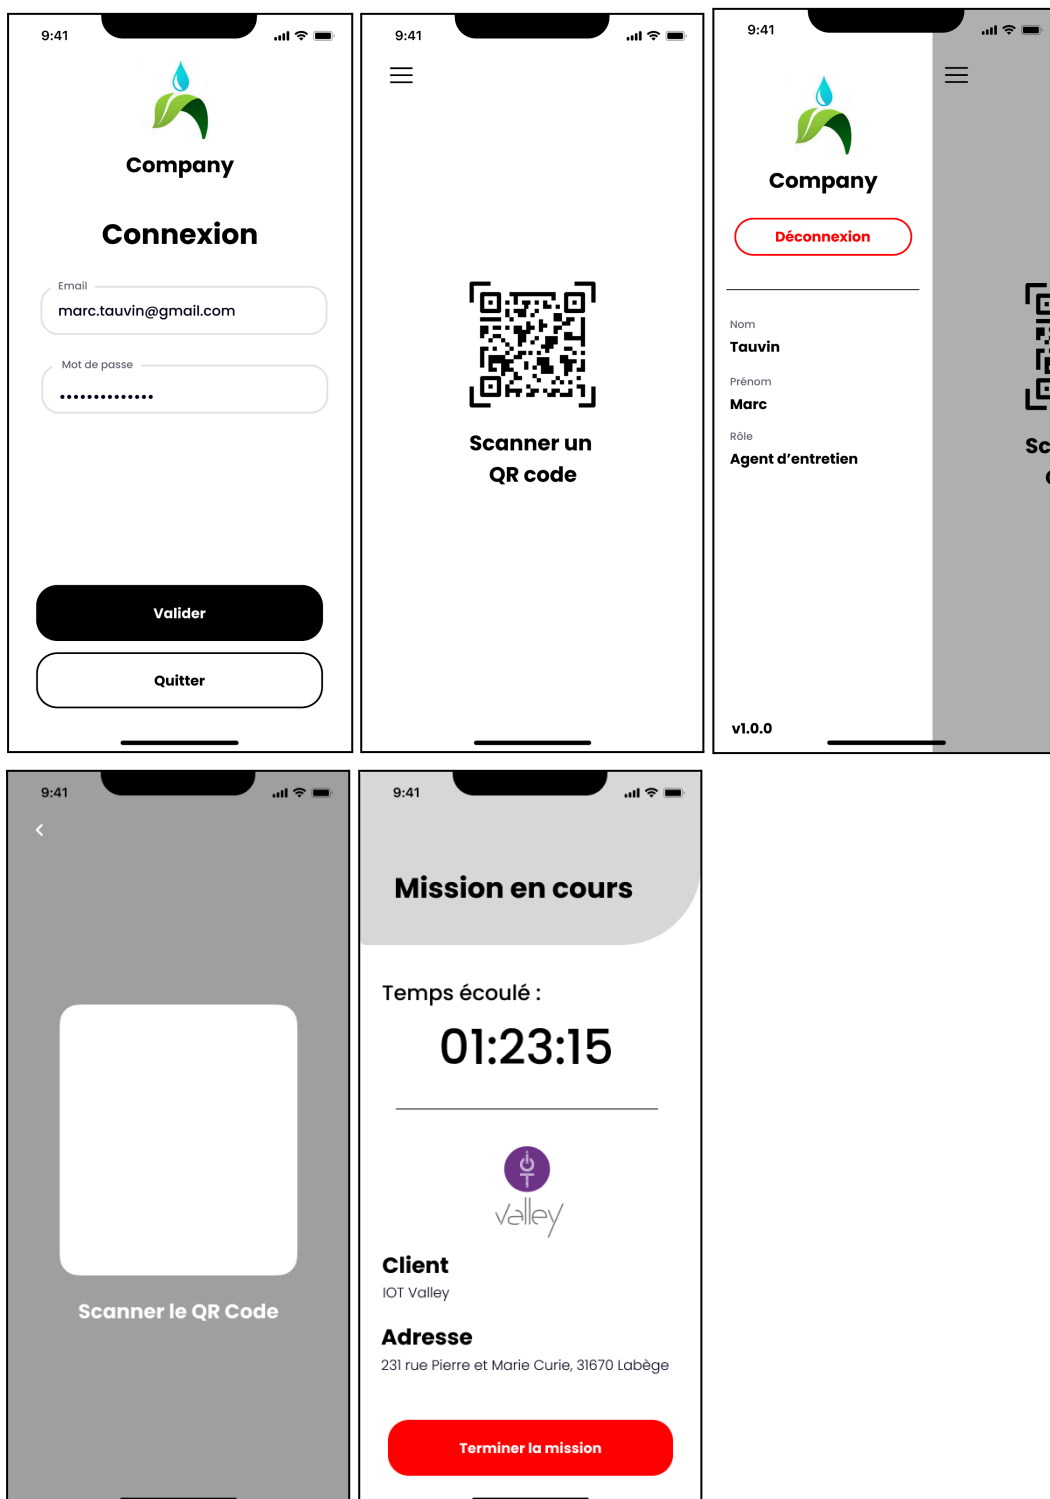 9:41
Company
Connexion
Email
marc.tauvin@gmail.com
Mot de passe
Valider
Quitter
9:41
Scanner un
QR code
9:41
Company
Déconnexion
Nom
Tauvin
Prénom
Marc
Rôle
Agent d’entretien
v1.0.0
Sc
9:41
Scanner le QR Code
9:41
Mission en cours
Temps écoulé :
01:23:15
iOT
valley
Client
IOT Valley
Adresse
231 rue Pierre et Marie Curie, 31670 Labège
Terminer la mission